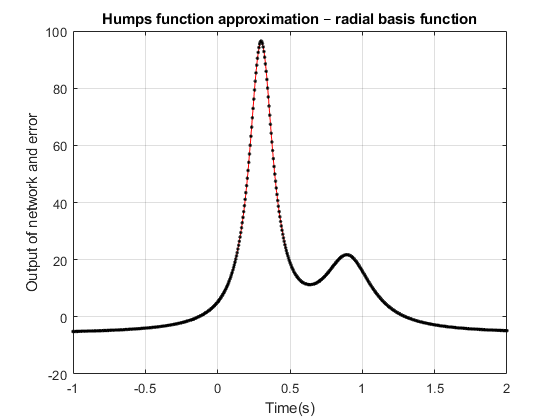 Humps function approximation − radial basis function
100
80
60
40
20
0
-20
Output of network and error
-1 -0.5 0 0.5 1 1.5 2
Time(s)